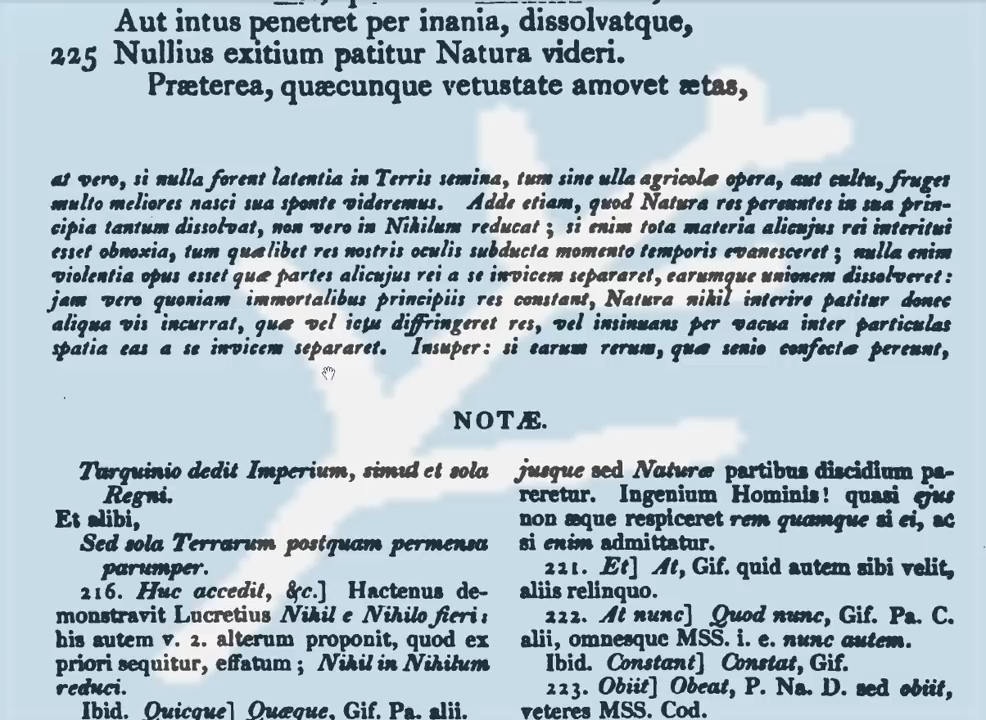 Aut intus penetret per inania, dissolvatque,
225 Nullius exitium patitur Natura videri.
Præterea, quæcunque vetustate amovet ætas,
at vero, si nulla forent latentia in Terris semina, tum sine ulla agricolæ opera, aut cultu, fruges
multo meliores nasci sua sponte videremus. Adde etiam, quod Natura res pereuntes in sua prin-
cipia tantum dissolvat, non vero in Nihilum reducat ; si enim tota materia alicujus rei interitui
esset obnoxia, tum quælibet res nostris oculis subducta momento temporis evanesceret ; nulla enim
violentia opus esset quæ partes alicujus rei a se invicem separaret, earumque unionem dissolveret :
jam vero quoniam immortalibus principiis res constant, Natura nihil interire patitur donec
aliqua vis incurrat, quæ vel ictu diffringeret res, vel insinuans per vacua inter particulas
spatia eas a se invicem separaret. Insuper : si earum rerum, quæ senio confectæ pereunt,
NOTÆ.
Tarquinio dedit Imperium, simul et sola
Regni.
Et alibi,
Sed sola Terrarum postquam permensa
parumper.
216. Huc accedit, &c.] Hactenus de-
monstravit Lucretius Nihil e Nihilo fieri :
his autem v. 2. alterum proponit, quod ex
priori sequitur, effatum ; Nihil in Nihilum
reduci.
Ibid. Quicque] Quæque, Gif. Pa. alii.
jusque sed Naturæ partibus discidium pa-
reretur. Ingenium Hominis! quasi ejus
non æque respiceret rem quamque si ei, ac
si enim admittatur.
221. Et] At, Gif. quid autem sibi velit,
aliis relinquo.
222. At nunc] Quod nunc, Gif. Pa. C.
alii, omnesque MSS. i. e. nunc autem.
Ibid. Constant] Constat, Gif.
223. Obiit] Obeat, P. Na. D. sed obiit,
veteres MSS. Cod.